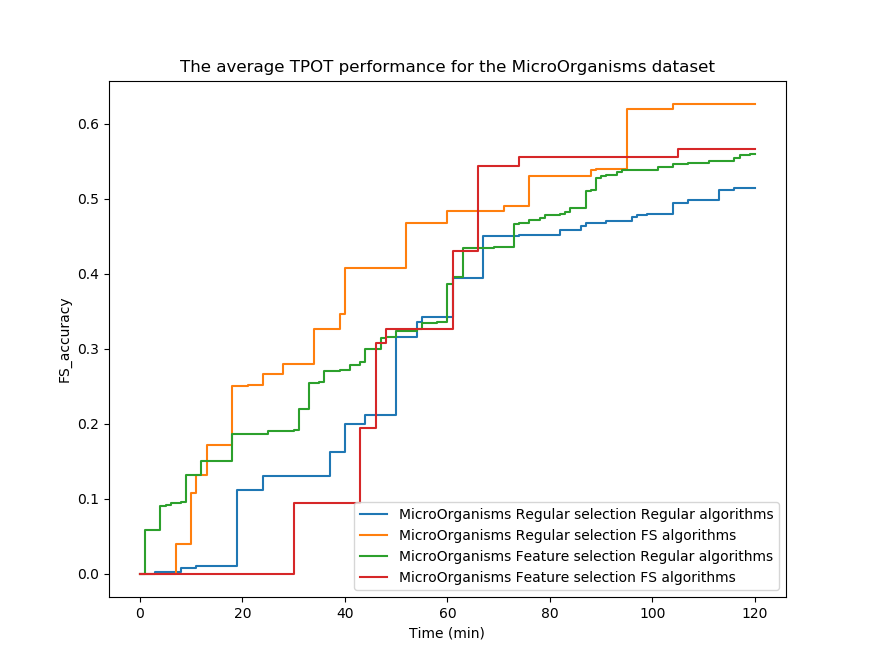 The average TPOT performance for the MicroOrganisms dataset
FS_accuracy
0.6
0.5
0.4
0.3
0.2
0.1
0.0
MicroOrganisms Regular selection Regular algorithms
MicroOrganisms Regular selection FS algorithms
MicroOrganisms Feature selection Regular algorithms
MicroOrganisms Feature selection FS algorithms
0 20 40 60 80 100 120
Time (min)